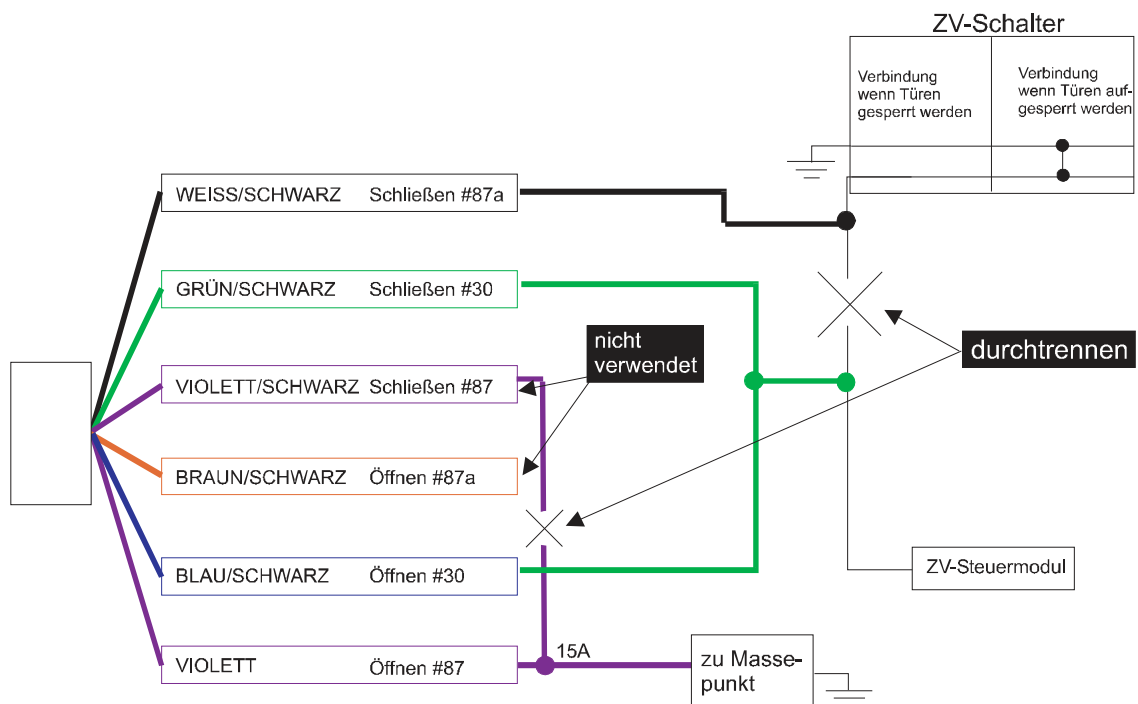 ZV-Schalter
Verbindung
wenn Türen
gesperrt werden
Verbindung
wenn Türen auf-
gesperrt werden
WEISS/SCHWARZ Schließen #87a
GRÜN/SCHWARZ Schließen #30
nicht
verwendet
durchtrennen
VIOLETT/SCHWARZ Schließen #87
BRAUN/SCHWARZ Öffnen #87a
BLAU/SCHWARZ Öffnen #30
ZV-Steuermodul
VIOLETT Öffnen #87
15A
zu Masse-
punkt